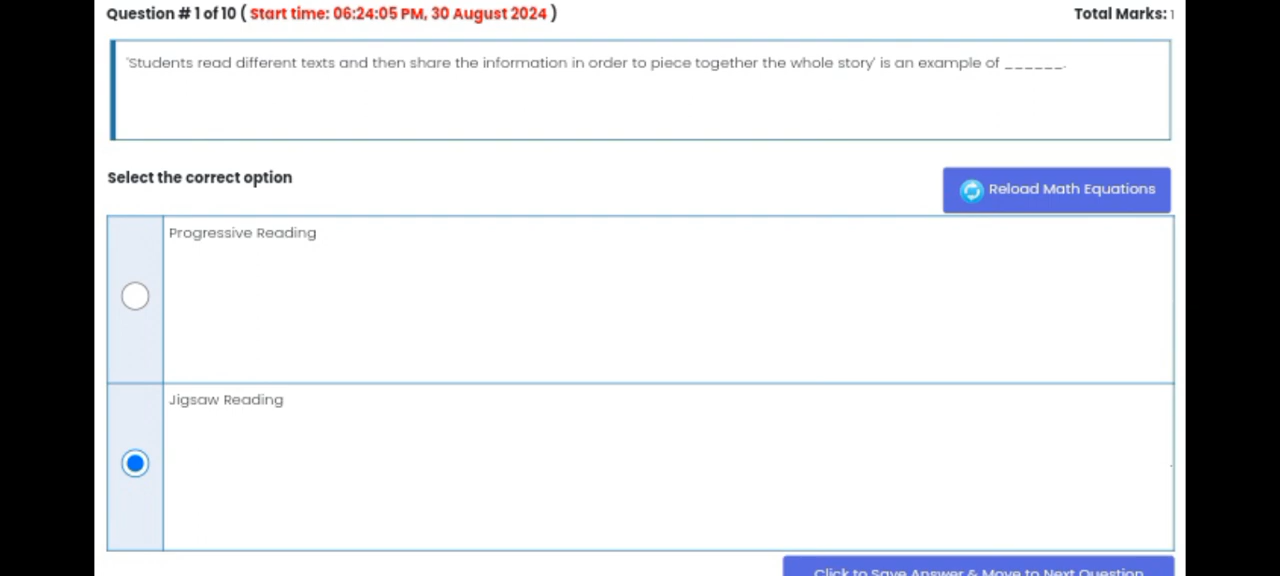 Question # 1 of 10 ( Start time: 06:24:05 PM, 30 August 2024 )
Total Marks: 1
'Students read different texts and then share the information in order to piece together the whole story' is an example of ______.
Select the correct option
Reload Math Equations
Progressive Reading
Jigsaw Reading
Click to Save Answer & Move to Next Question